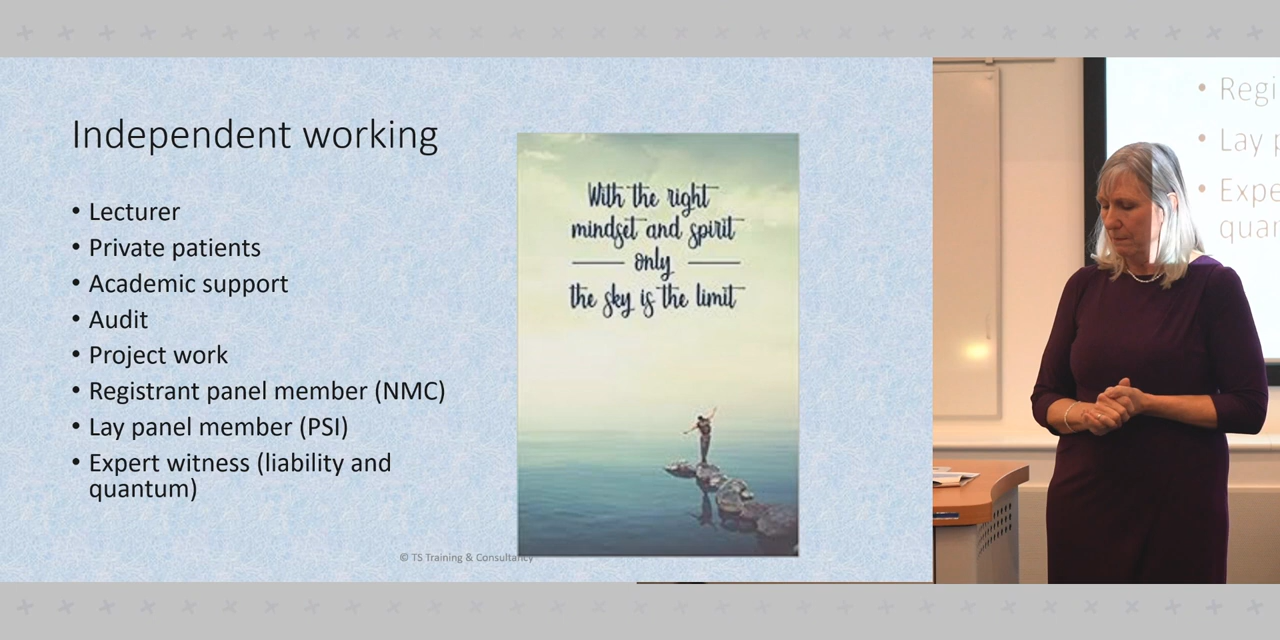 Independent working
• Lecturer
• Private patients
• Academic support
• Audit
• Project work
• Registrant panel member (NMC)
• Lay panel member (PSI)
• Expert witness (liability and
quantum)
With the right
mindset and spirit
only
the sky is the limit
© TS Training & Consultancy
• Regi
• Lay p
• Expe
quan